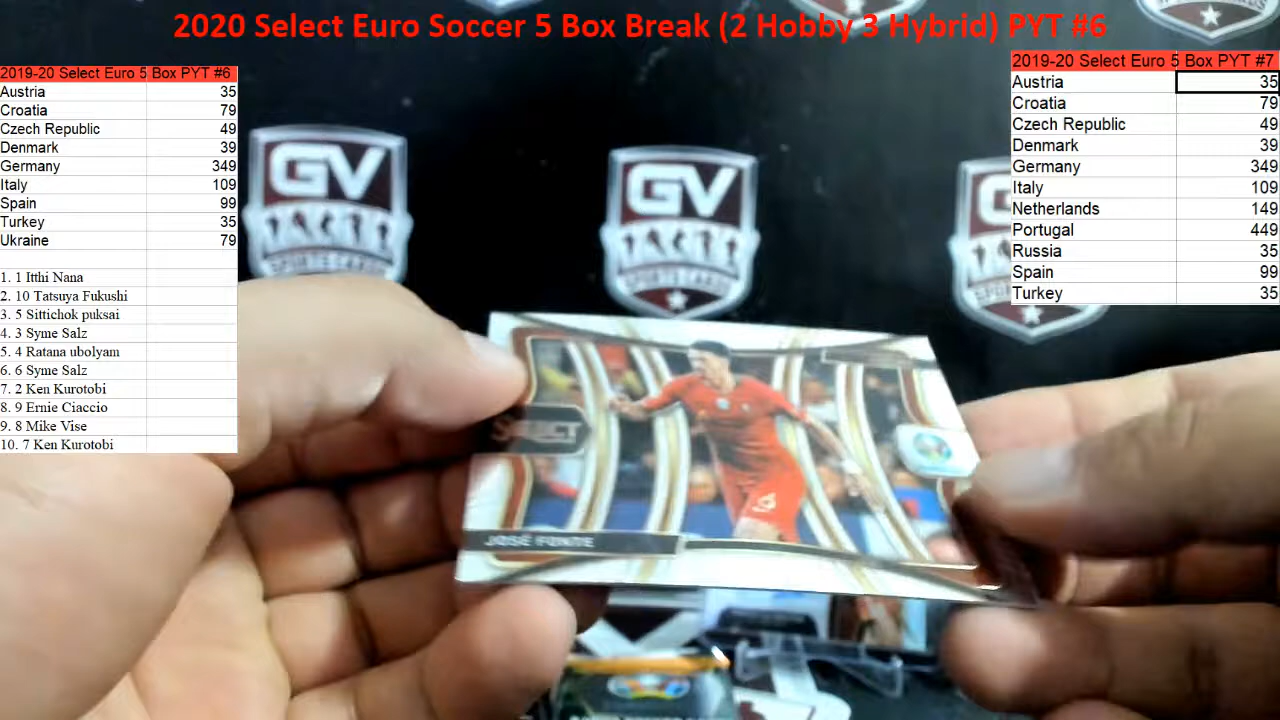 2020 Select Euro Soccer 5 Box Break (2 Hobby 3 Hybrid) PYT #6
2019-20 Select Euro 5 Box PYT #6
Austria 35
Croatia 79
Czech Republic 49
Denmark 39
Germany 349
Italy 109
Spain 99
Turkey 35
Ukraine 79
1. 1 Itthi Nana
2. 10 Tatsuya Fukushi
3. 5 Sittichok puksai
4. 3 Syme Salz
5. 4 Ratana ubolyam
6. 6 Syme Salz
7. 2 Ken Kurotobi
8. 9 Ernie Ciaccio
9. 8 Mike Vise
10. 7 Ken Kurotobi
2019-20 Select Euro 5 Box PYT #7
Austria 35
Croatia 79
Czech Republic 49
Denmark 39
Germany 349
Italy 109
Netherlands 149
Portugal 449
Russia 35
Spain 99
Turkey 35
GV
SPORTS CARDS
GV
SPORTS CARDS
SELECT
JOSÉ FONTE